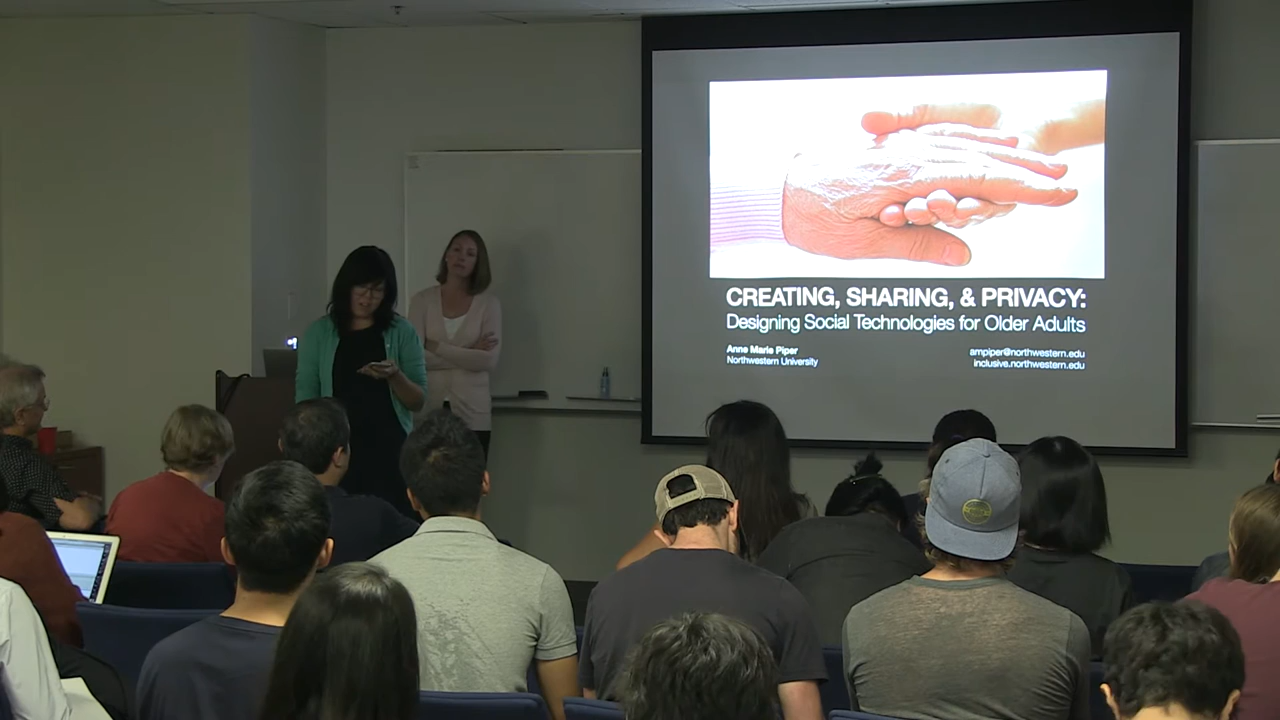 CREATING, SHARING, & PRIVACY:
Designing Social Technologies for Older Adults
Anne Marie Piper
Northwestern University
ampiper@northwestern.edu
inclusive.northwestern.edu